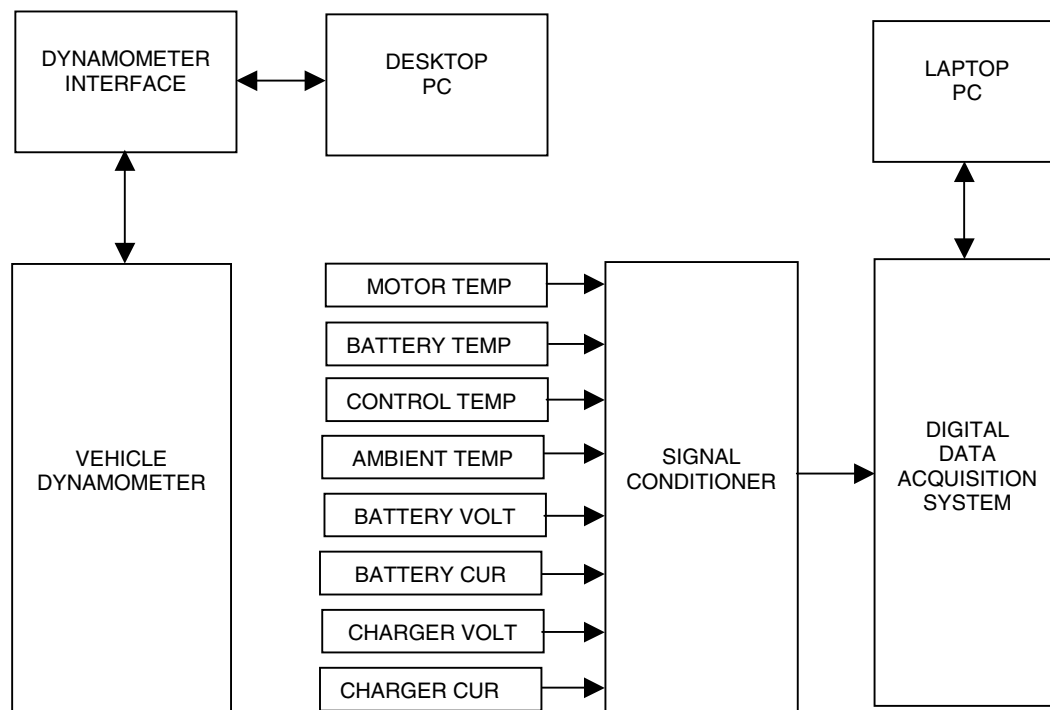 DYNAMOMETER
INTERFACE
DESKTOP
PC
LAPTOP
PC
VEHICLE
DYNAMOMETER
MOTOR TEMP
BATTERY TEMP
CONTROL TEMP
AMBIENT TEMP
BATTERY VOLT
BATTERY CUR
CHARGER VOLT
CHARGER CUR
SIGNAL
CONDITIONER
DIGITAL
DATA
ACQUISITION
SYSTEM